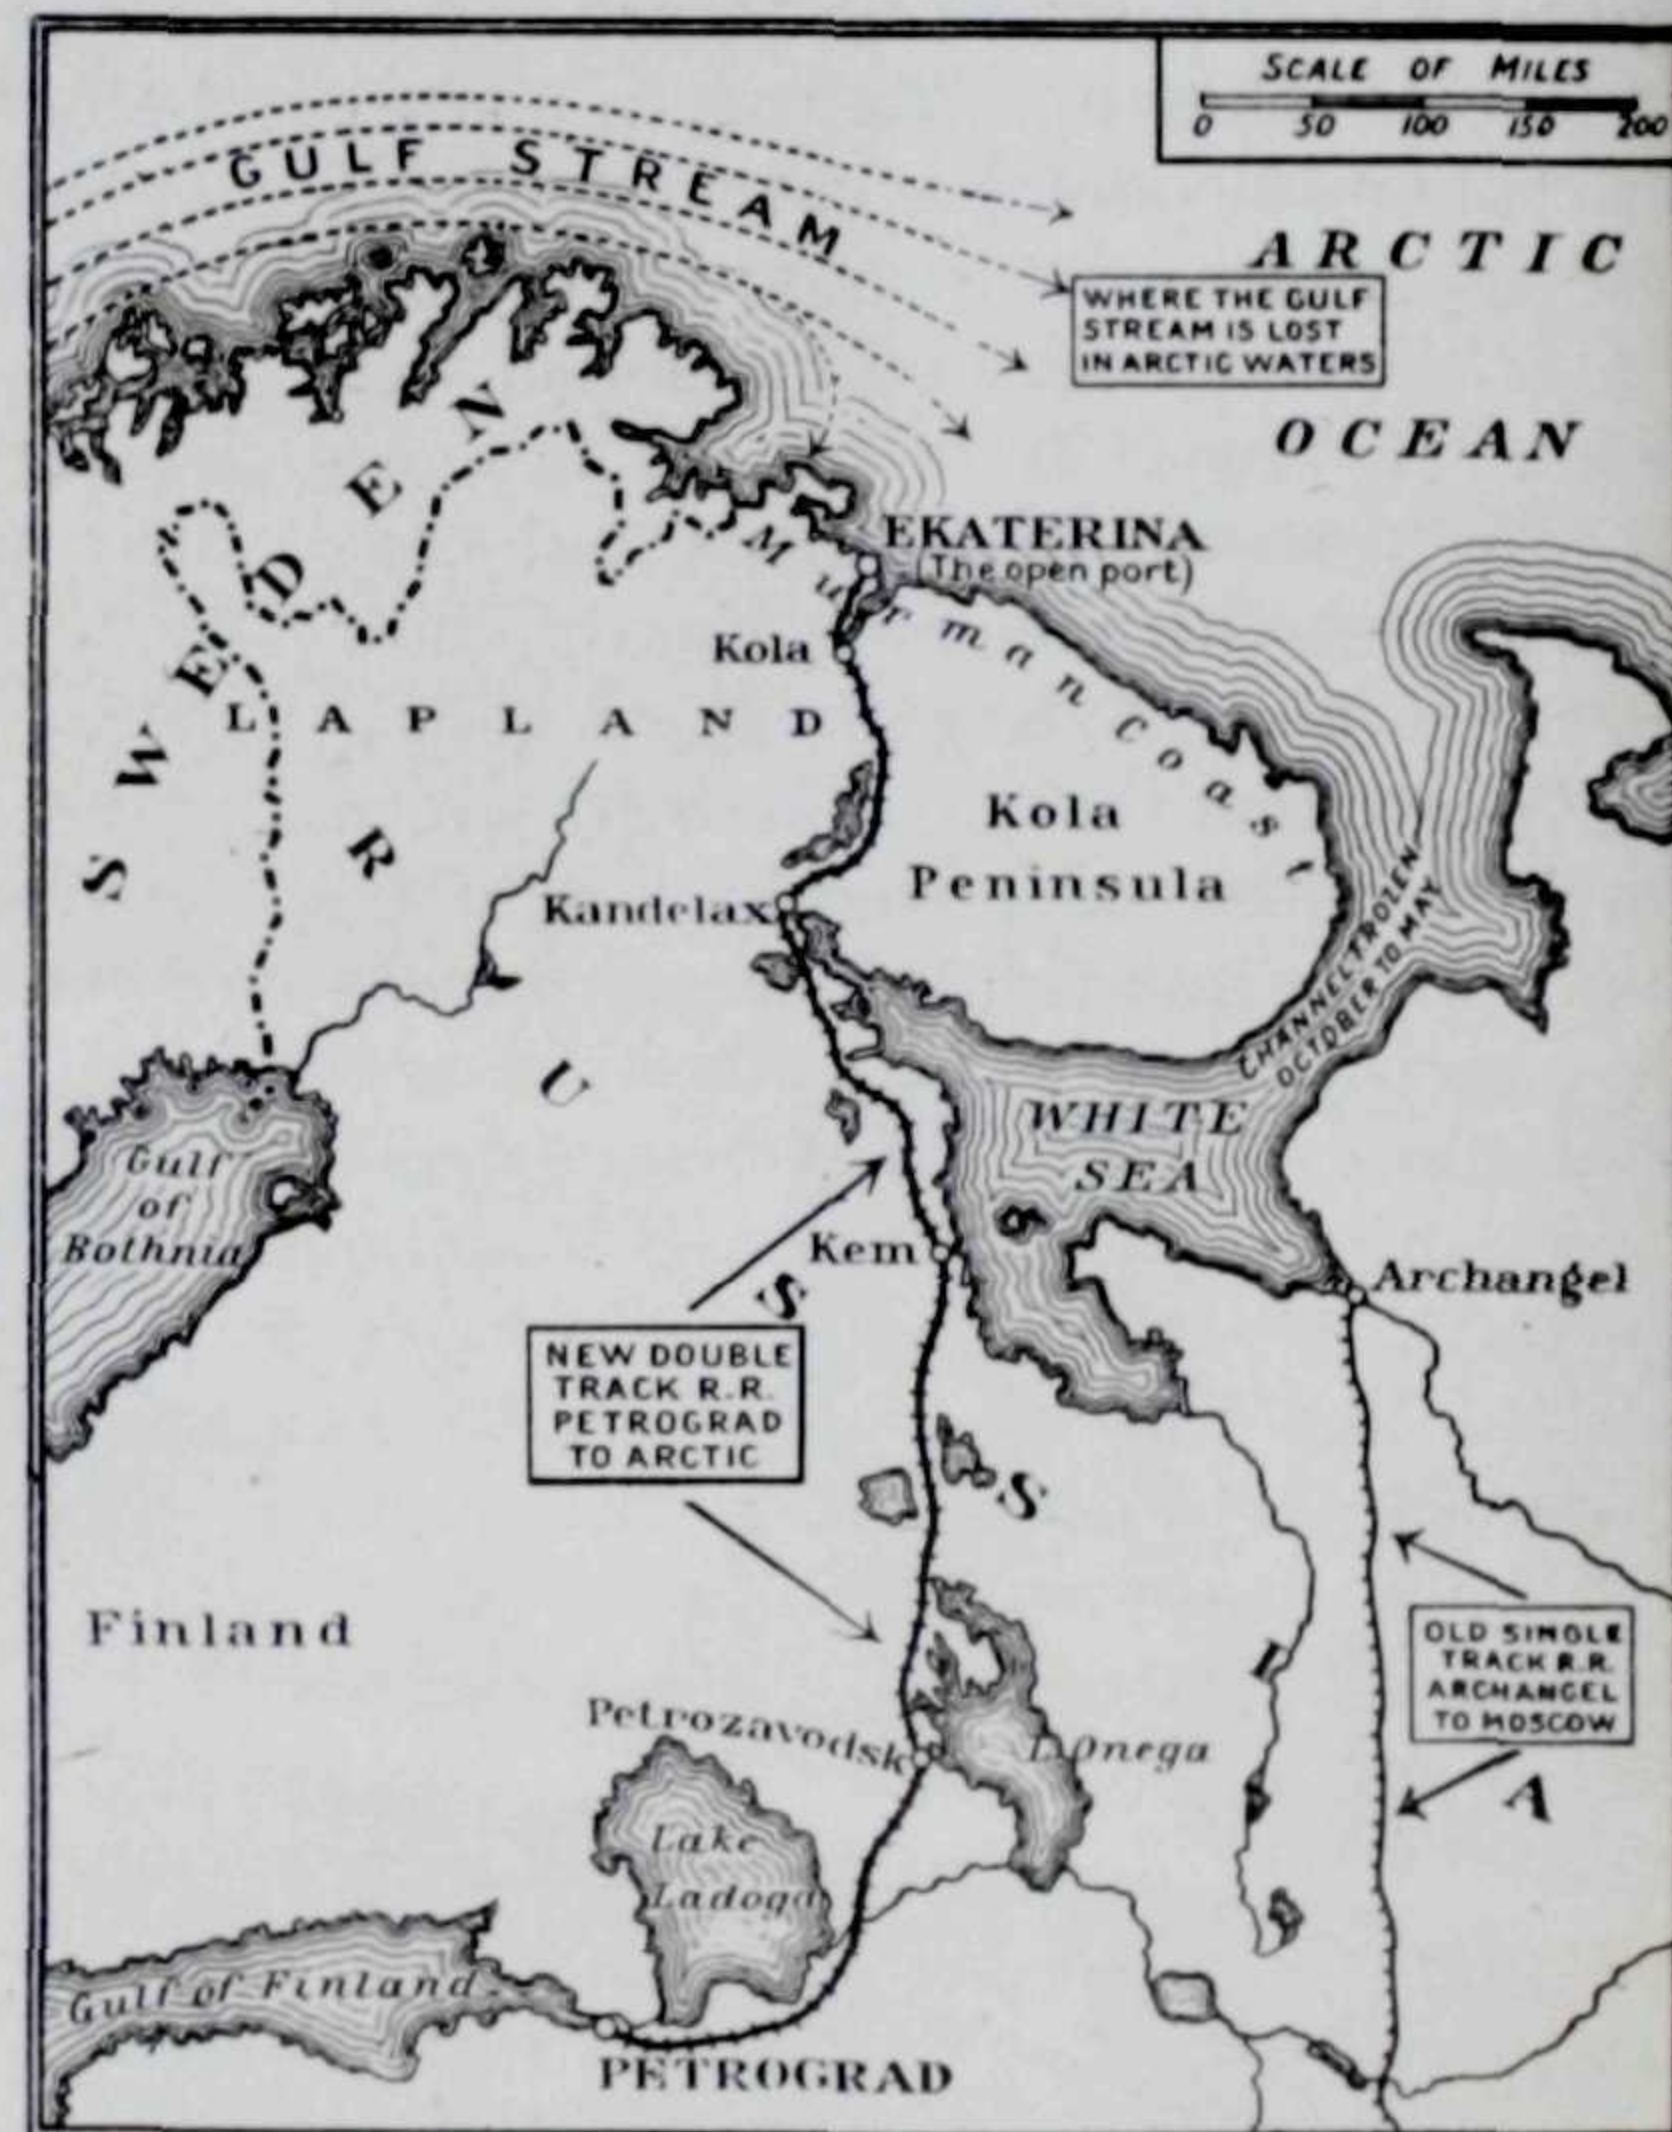 SCALE OF MILES
0 50 100 150 200
GULF STREAM
ARCTIC
OCEAN
WHERE THE GULF
STREAM IS LOST
IN ARCTIC WATERS
SWEDEN
EKATERINA
(The open port)
Murman Coast
Kola
LAPLAND
Kola
Peninsula
Kandelax
CHANNEL FROZEN
OCTOBER TO MAY
RUSSIA
WHITE
SEA
Gulf
of
Bothnia
Kem
Archangel
NEW DOUBLE
TRACK R.R.
PETROGRAD
TO ARCTIC
Finland
OLD SINGLE
TRACK R.R.
ARCHANGEL
TO MOSCOW
Petrozavodsk
L. Onega
Lake
Ladoga
Gulf of Finland
PETROGRAD